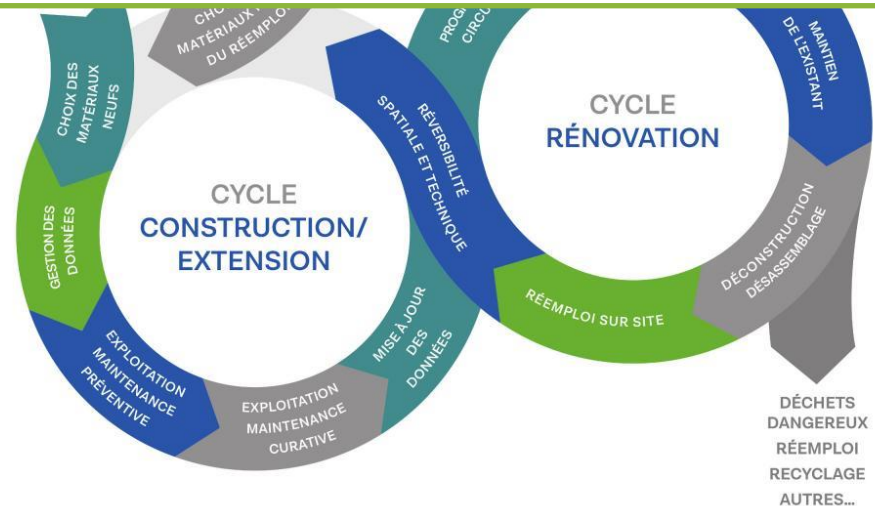 MATÉRIAUX
DU RÉEMPLOI
CHOIX DES
MATÉRIAUX
NEUFS
GESTION DES
DONNÉES
EXPLOITATION
MAINTENANCE
PRÉVENTIVE
EXPLOITATION
MAINTENANCE
CURATIVE
MISE À JOUR
DES
DONNÉES
CYCLE
CONSTRUCTION/
EXTENSION
RÉVERSIBILITÉ
SPATIALE ET TECHNIQUE
CYCLE
RÉNOVATION
MAINTIEN
DE L'EXISTANT
DÉCONSTRUCTION
DÉSASSEMBLAGE
RÉEMPLOI SUR SITE
DÉCHETS
DANGEREUX
RÉEMPLOI
RECYCLAGE
AUTRES...